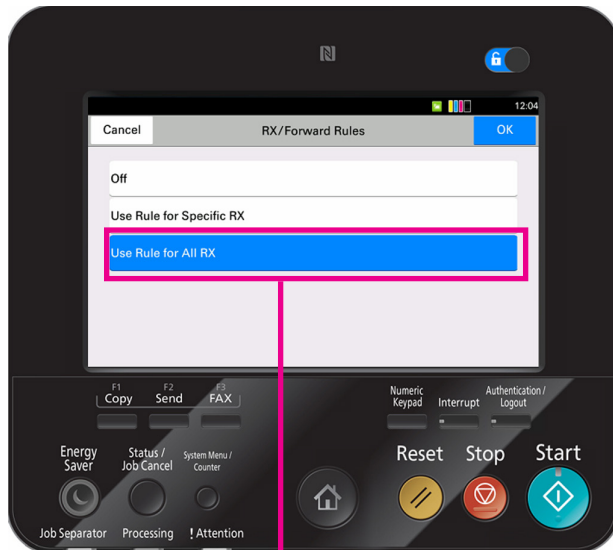 12:04
Cancel RX/Forward Rules OK
Off
Use Rule for Specific RX
Use Rule for All RX
F1 F2 F3
Copy Send FAX
Numeric Keypad Interrupt Authentication / Logout
Energy Saver Status / Job Cancel System Menu / Counter
Reset Stop Start
Job Separator Processing ! Attention